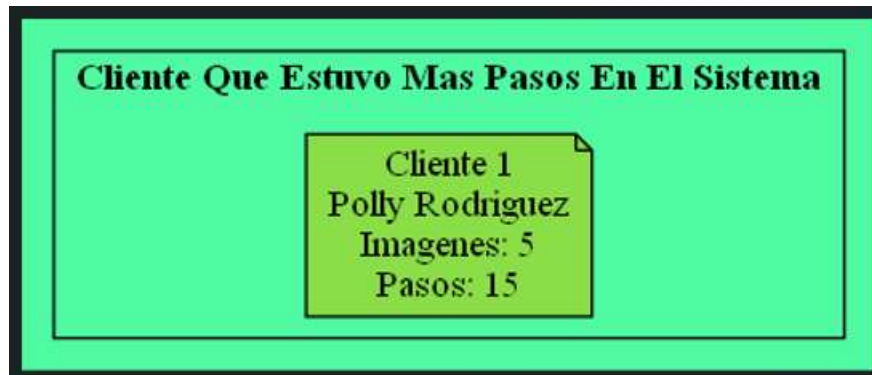 Cliente Que Estuvo Mas Pasos En El Sistema
Cliente 1
Polly Rodriguez
Imagenes: 5
Pasos: 15